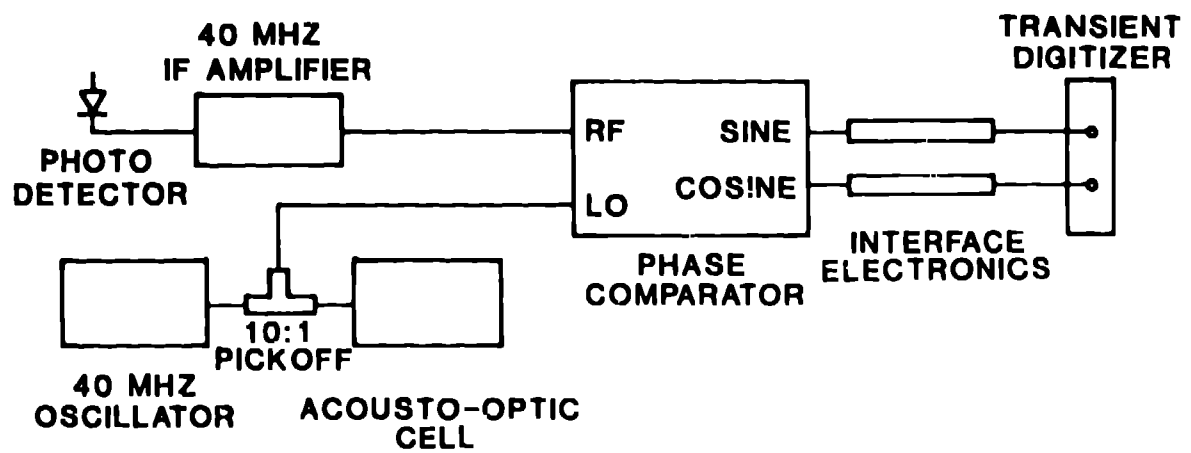 40 MHZ
IF AMPLIFIER
TRANSIENT
DIGITIZER
PHOTO
DETECTOR
RF
LO
SINE
COS!NE
PHASE
COMPARATOR
INTERFACE
ELECTRONICS
10:1
PICKOFF
40 MHZ
OSCILLATOR
ACOUSTO-OPTIC
CELL